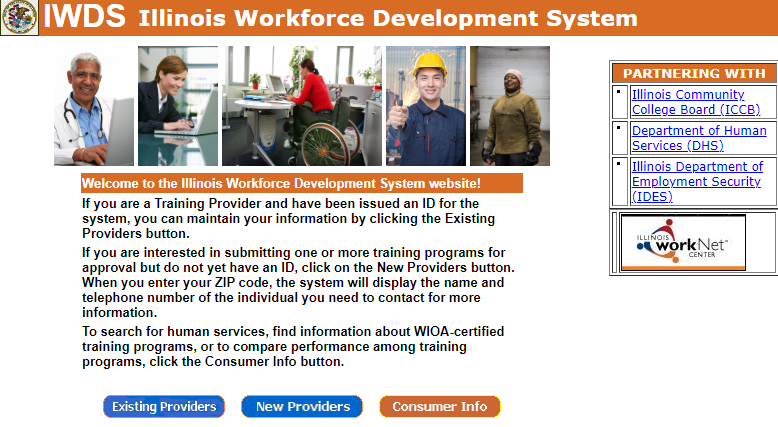 IWDS Illinois Workforce Development System
Welcome to the Illinois Workforce Development System website!
If you are a Training Provider and have been issued an ID for the
system, you can maintain your information by clicking the Existing
Providers button.
If you are interested in submitting one or more training programs for
approval but do not yet have an ID, click on the New Providers button.
When you enter your ZIP code, the system will display the name and
telephone number of the individual you need to contact for more
information.
To search for human services, find information about WIOA-certified
training programs, or to compare performance among training
programs, click the Consumer Info button.
Existing Providers
New Providers
Consumer Info
PARTNERING WITH
Illinois Community
College Board (ICCB)
Department of Human
Services (DHS)
Illinois Department of
Employment Security
(IDES)
ILLINOIS
workNet™
CENTER